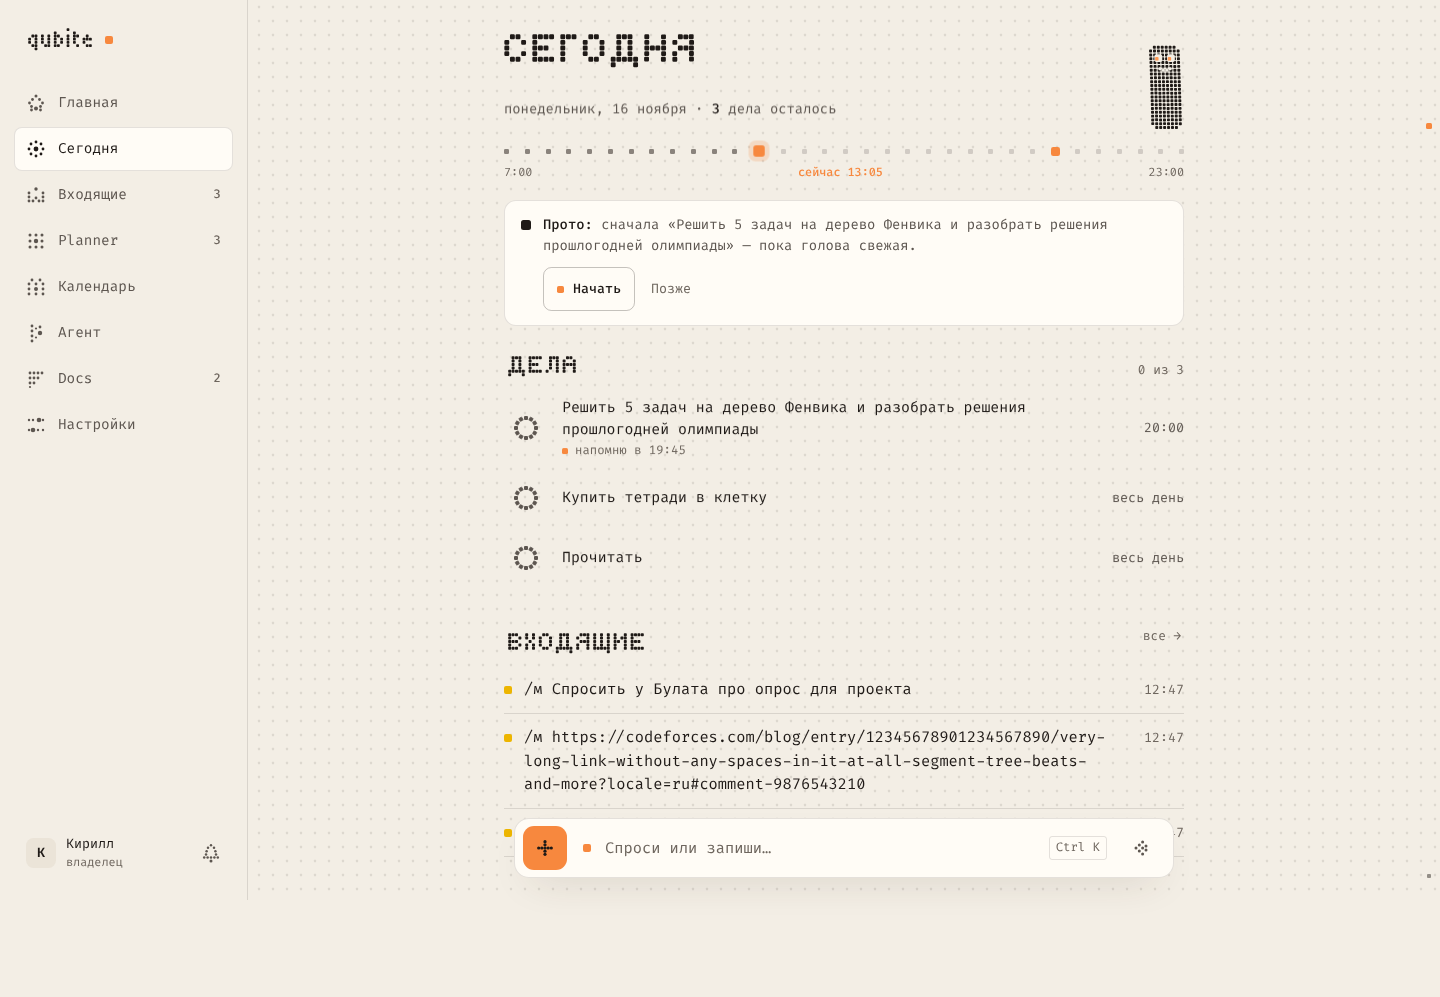 qubite
Главная
Сегодня
Входящие 3
Planner 3
Календарь
Агент
Docs 2
Настройки
К
Кирилл
владелец
СЕГОДНЯ
понедельник, 16 ноября · 3 дела осталось
7:00 сейчас 13:05 23:00
Прото: сначала «Решить 5 задач на дерево Фенвика и разобрать решения
прошлогодней олимпиады» — пока голова свежая.
Начать Позже
ДЕЛА 0 из 3
Решить 5 задач на дерево Фенвика и разобрать решения
прошлогодней олимпиады 20:00
напомню в 19:45
Купить тетради в клетку весь день
Прочитать весь день
ВХОДЯЩИЕ все →
/м Спросить у Булата про опрос для проекта 12:47
/м https://codeforces.com/blog/entry/12345678901234567890/very- 12:47
long-link-without-any-spaces-in-it-at-all-segment-tree-beats-
and-more?locale=ru#comment-9876543210
Спроси или запиши… Ctrl K